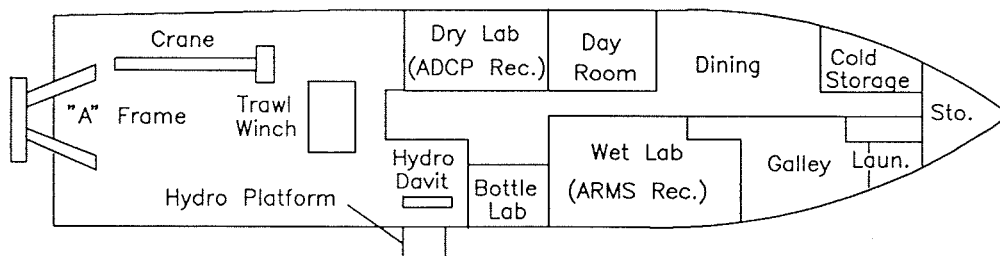 Crane
"A" Frame
Trawl
Winch
Dry Lab
(ADCP Rec.)
Day
Room
Dining
Cold
Storage
Sto.
Hydro
Davit
Hydro Platform
Bottle
Lab
Wet Lab
(ARMS Rec.)
Galley
Laun.